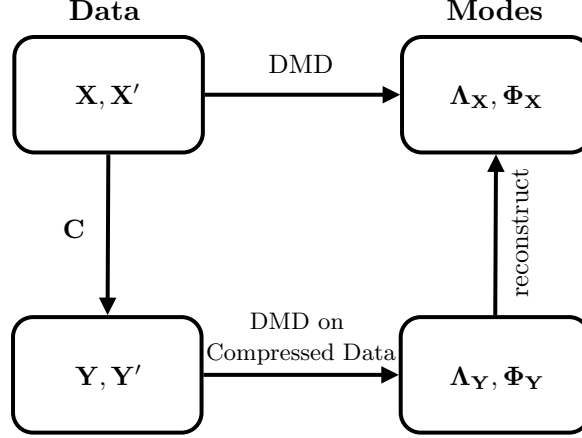 Data
Modes
DMD
X, X′
Λ_X, Φ_X
C
reconstruct
DMD on
Compressed Data
Y, Y′
Λ_Y, Φ_Y